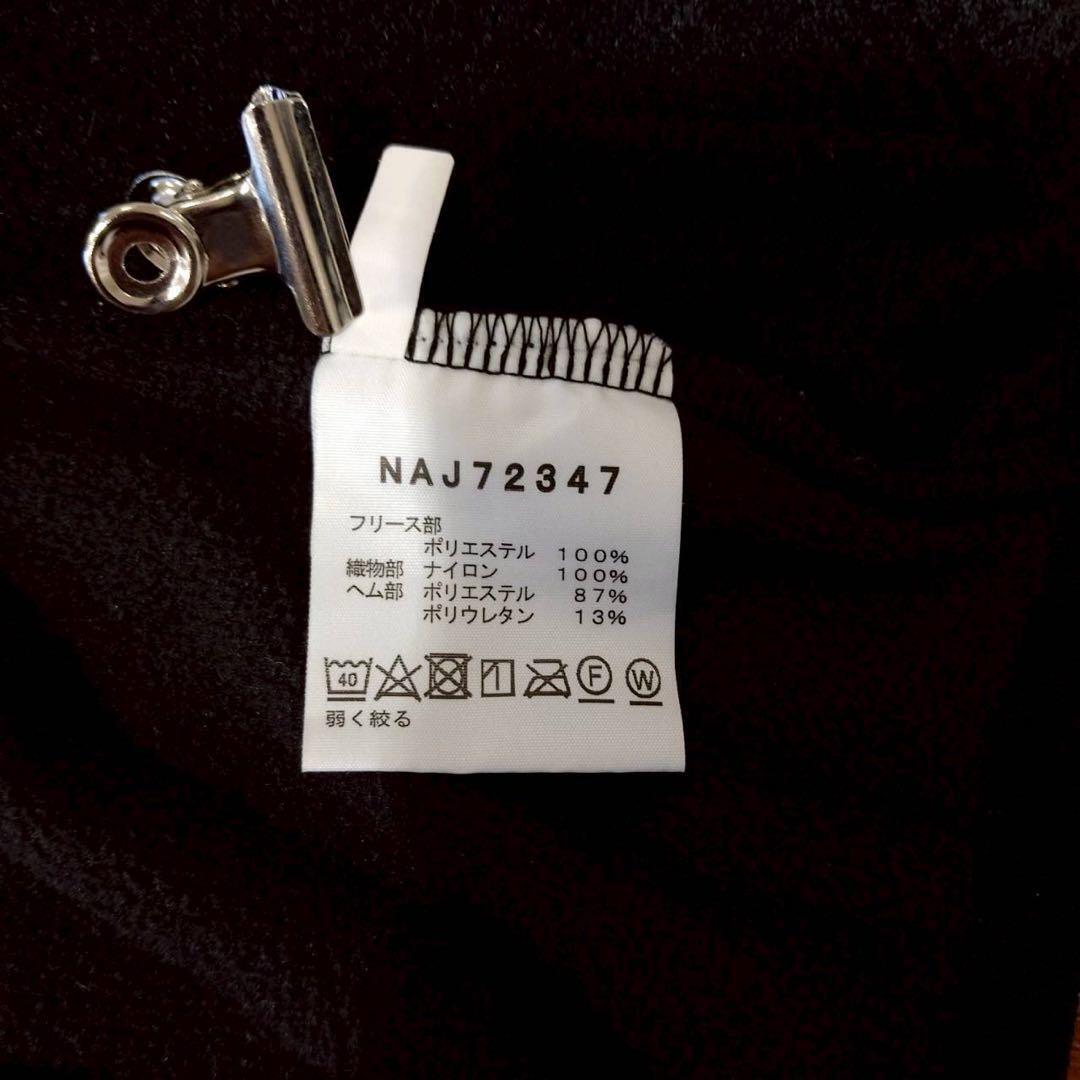 NAJ72347
フリース部
ポリエステル 100%
織物部 ナイロン 100%
ヘム部 ポリエステル 87%
ポリウレタン 13%
40 F W
弱く絞る